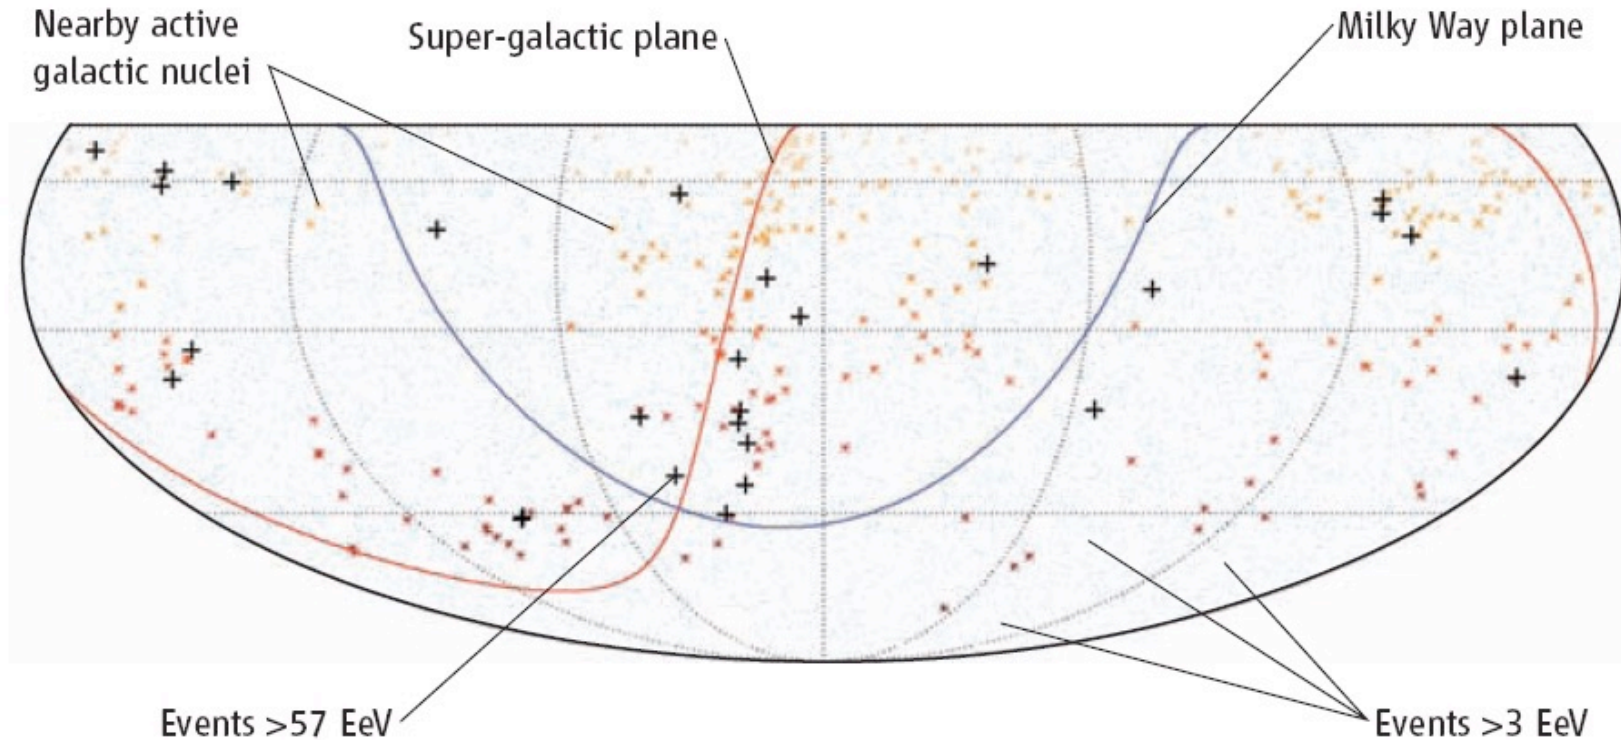 Nearby active
galactic nuclei
Super-galactic plane
Milky Way plane
Events >57 EeV
Events >3 EeV